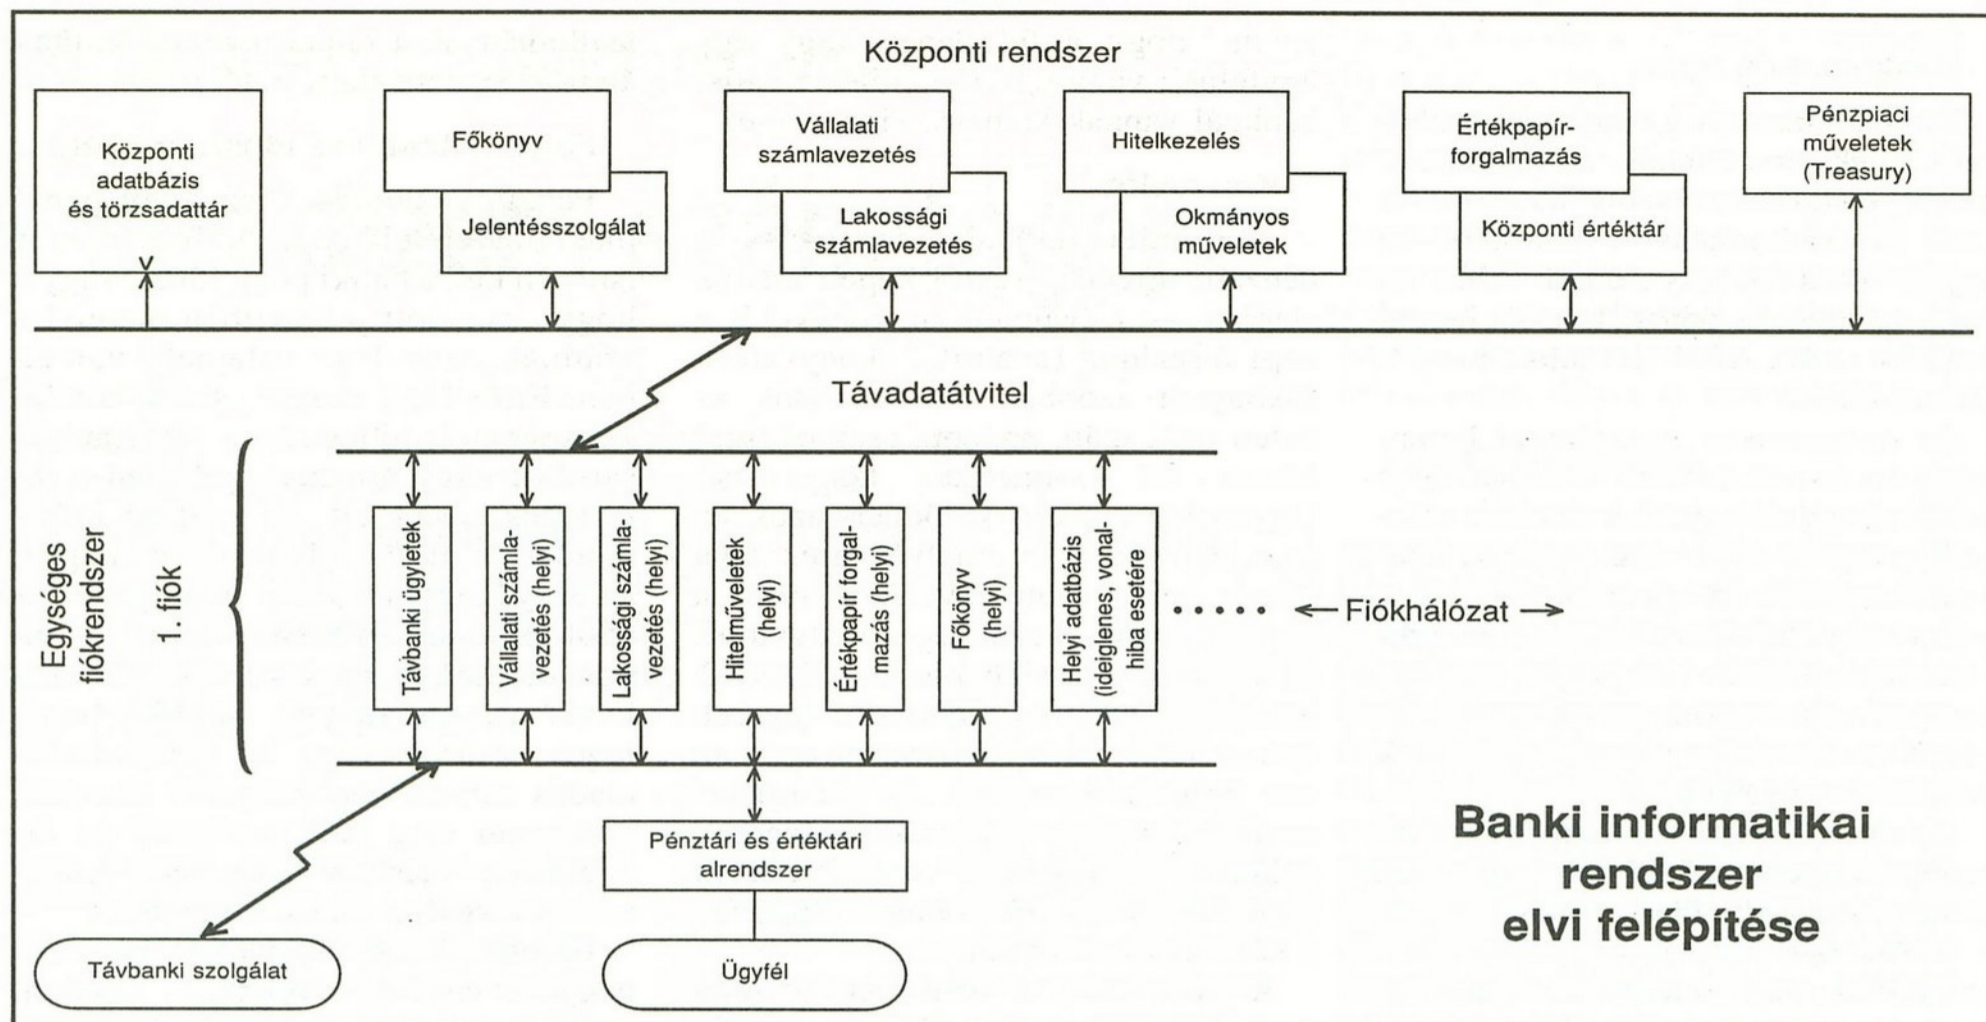 Központi rendszer
Központi
adatbázis
és törzsadattár
Főkönyv
Jelentésszolgálat
Vállalati
számlavezetés
Lakossági
számlavezetés
Hitelkezelés
Okmányos
műveletek
Értékpapír-
forgalmazás
Központi értéktár
Pénzpiaci
műveletek
(Treasury)
Távadatátvitel
Egységes
fiókrendszer
1. fiók
Távbanki ügyletek
Vállalati számla-
vezetés (helyi)
Lakossági számla-
vezetés (helyi)
Hitelműveletek
(helyi)
Értékpapír forgal-
mazás (helyi)
Főkönyv
(helyi)
Helyi adatbázis
(ideiglenes, vonal-
hiba esetére
Fiókhálózat
Pénztári és értéktári
alrendszer
Távbanki szolgálat
Ügyfél
Banki informatikai
rendszer
elvi felépítése